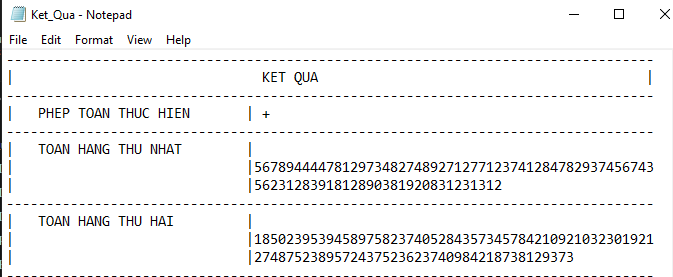 Ket_Qua - Notepad
File Edit Format View Help
--------------------------------------------------------------------------------
| KET QUA |
--------------------------------------------------------------------------------
| PHEP TOAN THUC HIEN | +
--------------------------------------------------------------------------------
| TOAN HANG THU NHAT |
| |56789444478129734827489271277123741284782937456743
| |5623128391812890381920831231312
--------------------------------------------------------------------------------
| TOAN HANG THU HAI |
| |18502395394589758237405284357345784210921032301921
| |2748752389572437523623740984218738129373
--------------------------------------------------------------------------------